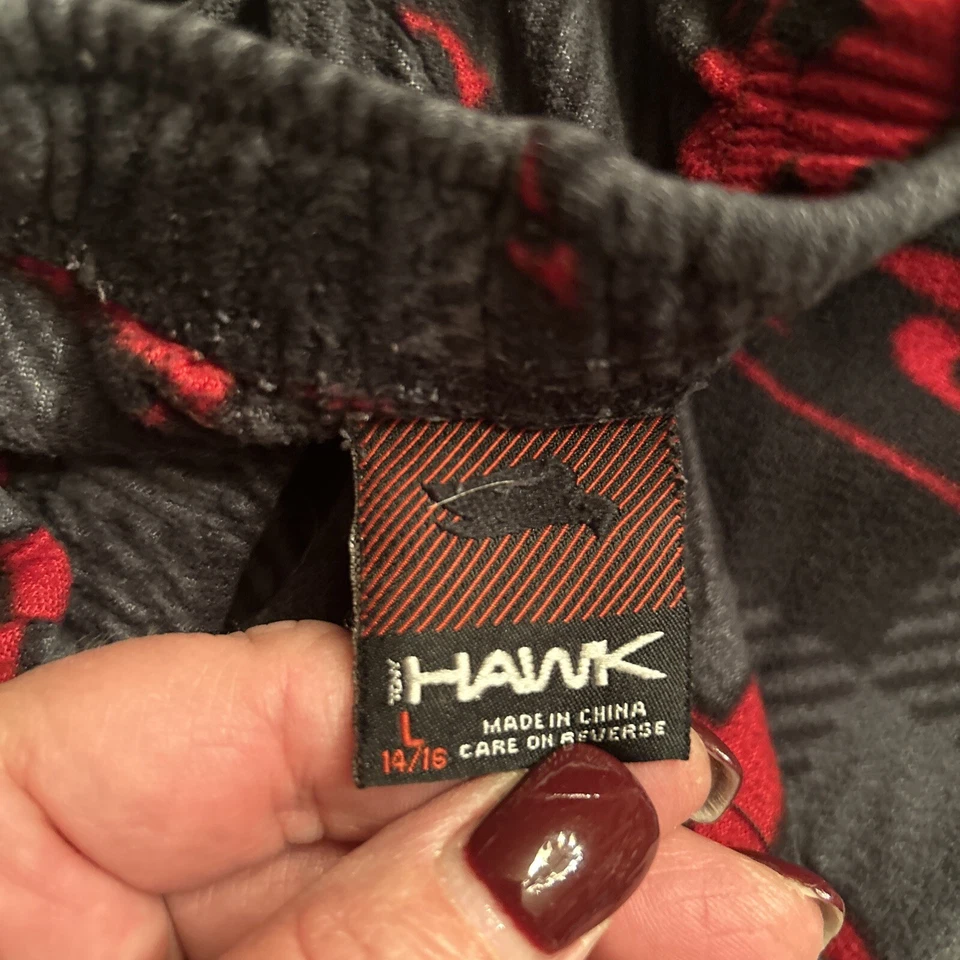 TONY HAWK
L MADE IN CHINA
14/16 CARE ON REVERSE